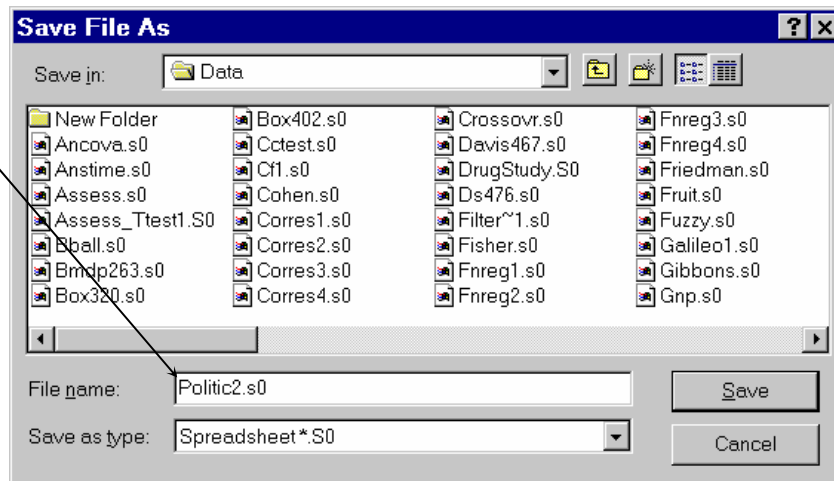 Save File As
Save in: Data
New Folder Box402.s0 Crossovr.s0 Fnreg3.s0
Ancova.s0 Cctest.s0 Davis467.s0 Fnreg4.s0
Anstime.s0 Cf1.s0 DrugStudy.S0 Friedman.s0
Assess.s0 Cohen.s0 Ds476.s0 Fruit.s0
Assess_Ttest1.S0 Corres1.s0 Filter~1.s0 Fuzzy.s0
Bball.s0 Corres2.s0 Fisher.s0 Galileo1.s0
Bmdp263.s0 Corres3.s0 Fnreg1.s0 Gibbons.s0
Box320.s0 Corres4.s0 Fnreg2.s0 Gnp.s0
File name: Politic2.s0 Save
Save as type: Spreadsheet *.S0 Cancel